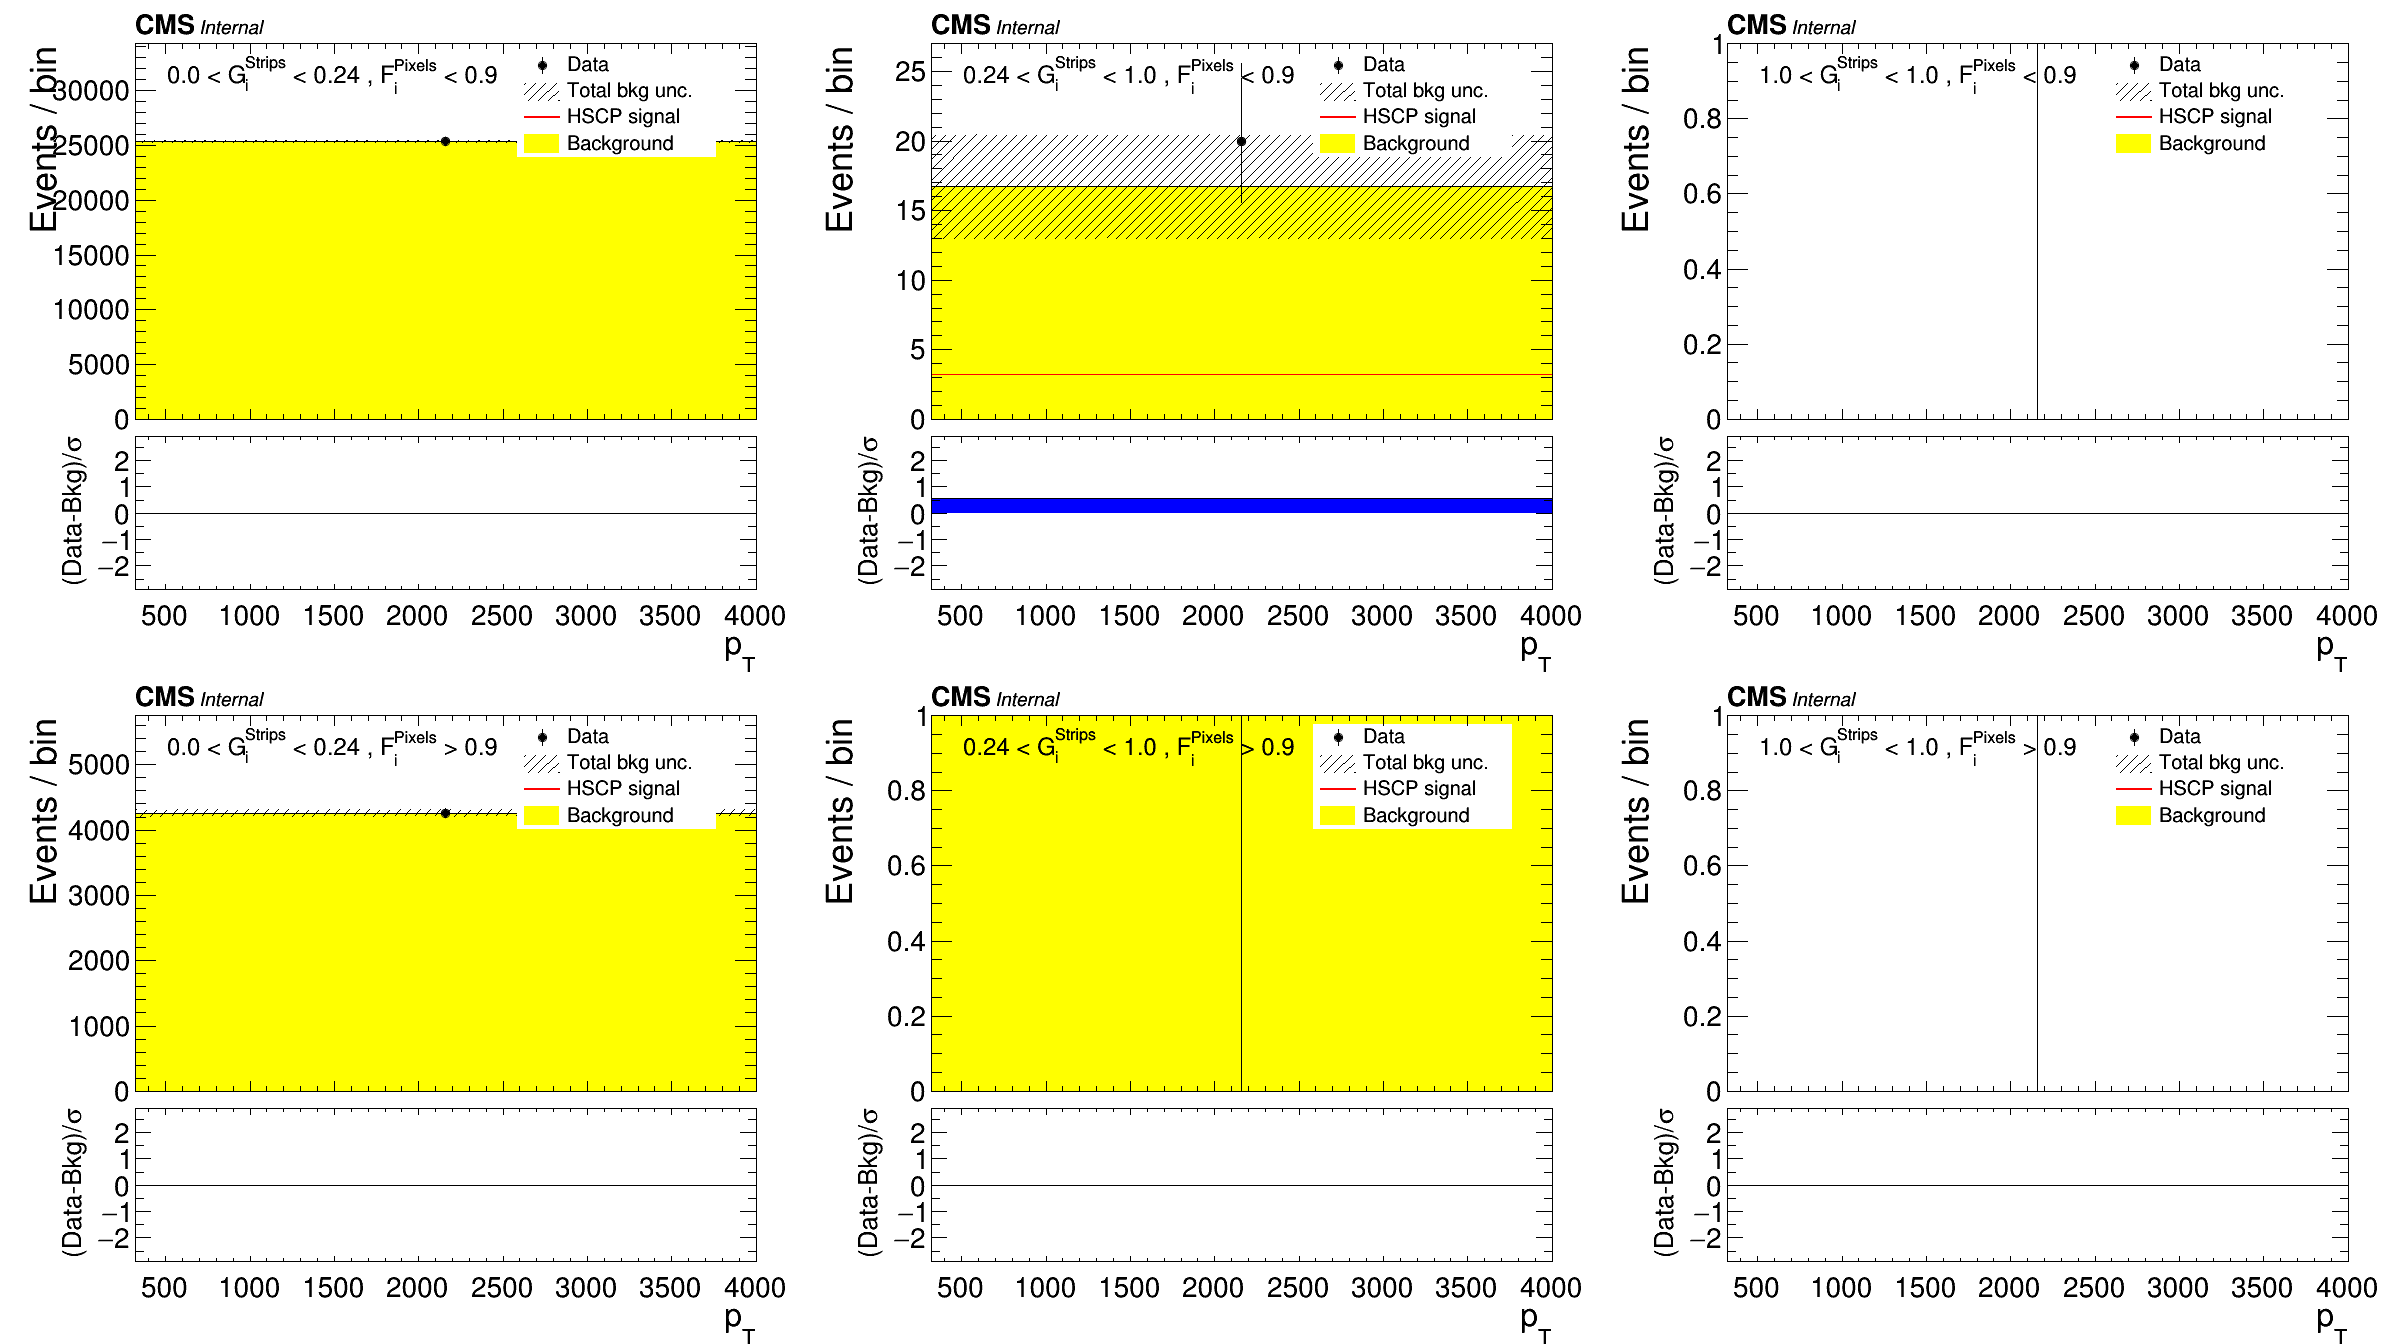 CMS Internal
Events / bin
0.0 < G_i^Strips < 0.24 , F_i^Pixels < 0.9
Data
Total bkg unc.
HSCP signal
Background
30000
25000
20000
15000
10000
5000
0
(Data-Bkg)/σ
2
1
0
−1
−2
500 1000 1500 2000 2500 3000 3500 4000
p_T
CMS Internal
Events / bin
0.24 < G_i^Strips < 1.0 , F_i^Pixels < 0.9
Data
Total bkg unc.
HSCP signal
Background
25
20
15
10
5
0
(Data-Bkg)/σ
2
1
0
−1
−2
500 1000 1500 2000 2500 3000 3500 4000
p_T
CMS Internal
Events / bin
1.0 < G_i^Strips < 1.0 , F_i^Pixels < 0.9
Data
Total bkg unc.
HSCP signal
Background
1
0.8
0.6
0.4
0.2
0
(Data-Bkg)/σ
2
1
0
−1
−2
500 1000 1500 2000 2500 3000 3500 4000
p_T
CMS Internal
Events / bin
0.0 < G_i^Strips < 0.24 , F_i^Pixels > 0.9
Data
Total bkg unc.
HSCP signal
Background
5000
4000
3000
2000
1000
0
(Data-Bkg)/σ
2
1
0
−1
−2
500 1000 1500 2000 2500 3000 3500 4000
p_T
CMS Internal
Events / bin
0.24 < G_i^Strips < 1.0 , F_i^Pixels > 0.9
Data
Total bkg unc.
HSCP signal
Background
1
0.8
0.6
0.4
0.2
0
(Data-Bkg)/σ
2
1
0
−1
−2
500 1000 1500 2000 2500 3000 3500 4000
p_T
CMS Internal
Events / bin
1.0 < G_i^Strips < 1.0 , F_i^Pixels > 0.9
Data
Total bkg unc.
HSCP signal
Background
1
0.8
0.6
0.4
0.2
0
(Data-Bkg)/σ
2
1
0
−1
−2
500 1000 1500 2000 2500 3000 3500 4000
p_T